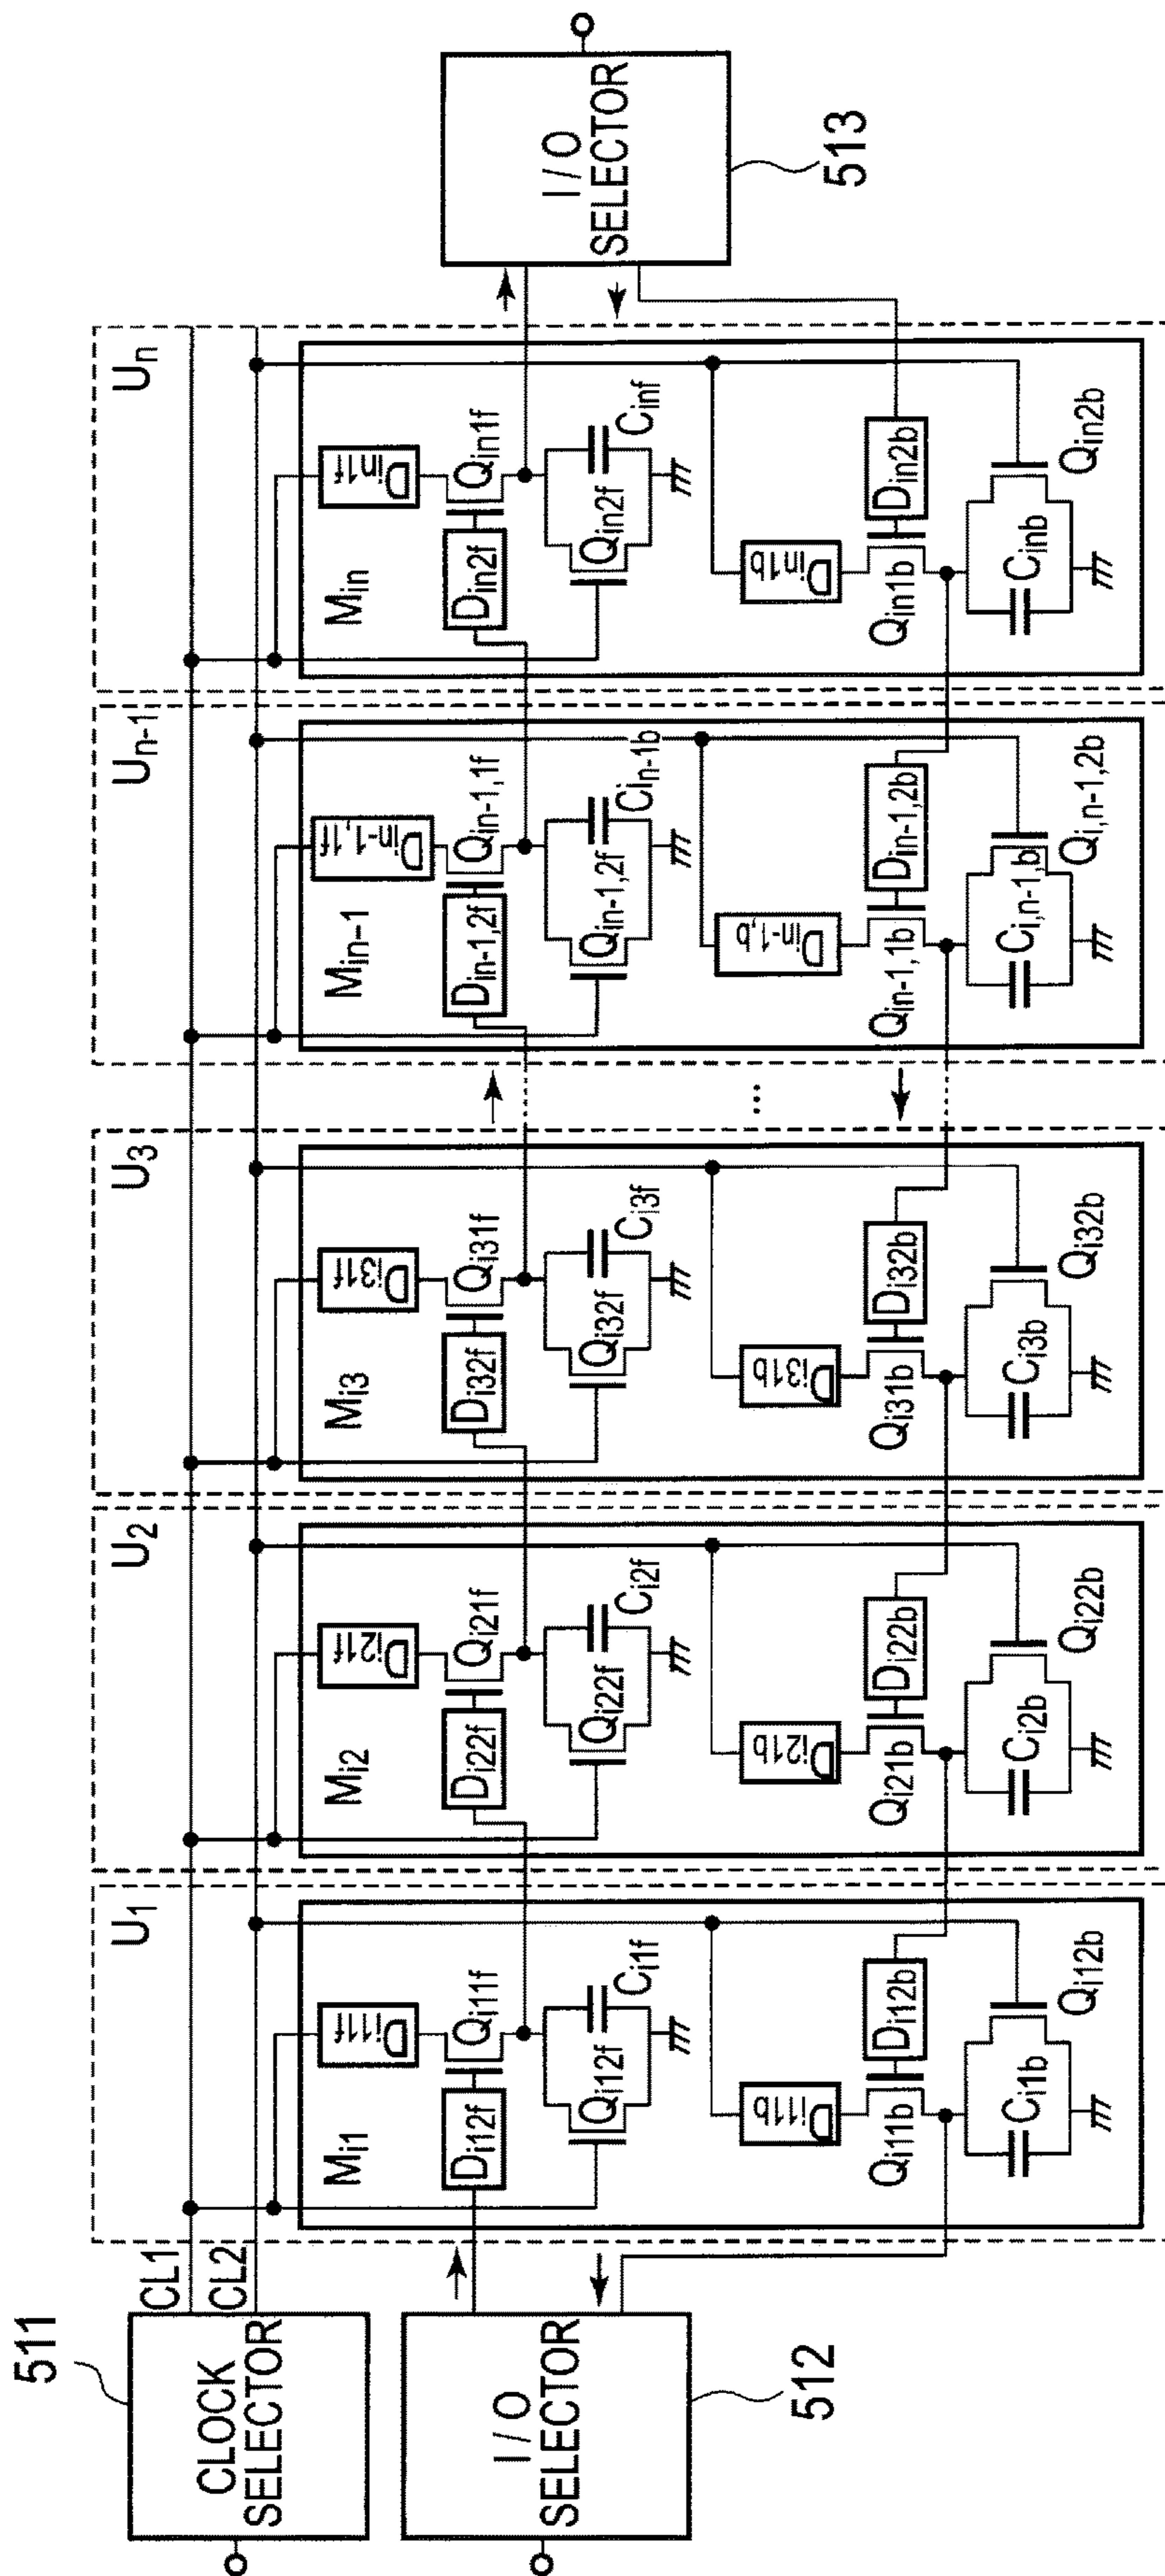 511
CLOCK
SELECTOR
CL1
CL2
I/O
SELECTOR
512
U1
Mi1
Di11f
Di12f
Qi11f
Qi12f
Ci1f
Di11b
Di12b
Qi11b
Ci1b
Qi12b
U2
Mi2
Di21f
Di22f
Qi21f
Qi22f
Ci2f
Di21b
Di22b
Qi21b
Ci2b
Qi22b
U3
Mi3
Di31f
Di32f
Qi31f
Qi32f
Ci3f
Di31b
Di32b
Qi31b
Ci3b
Qi32b
...
Un-1
Min-1
Din-1,1f
Din-1,2f
Qin-1,1f
Qin-1,2f
Cin-1b
Din-1,b
Din-1,2b
Qin-1,1b
Ci,n-1,b
Qi,n-1,2b
Un
Min
Din1f
Din2f
Qin1f
Qin2f
Cinf
Din1b
Din2b
Qin1b
Cinb
Qin2b
I/O
SELECTOR
513